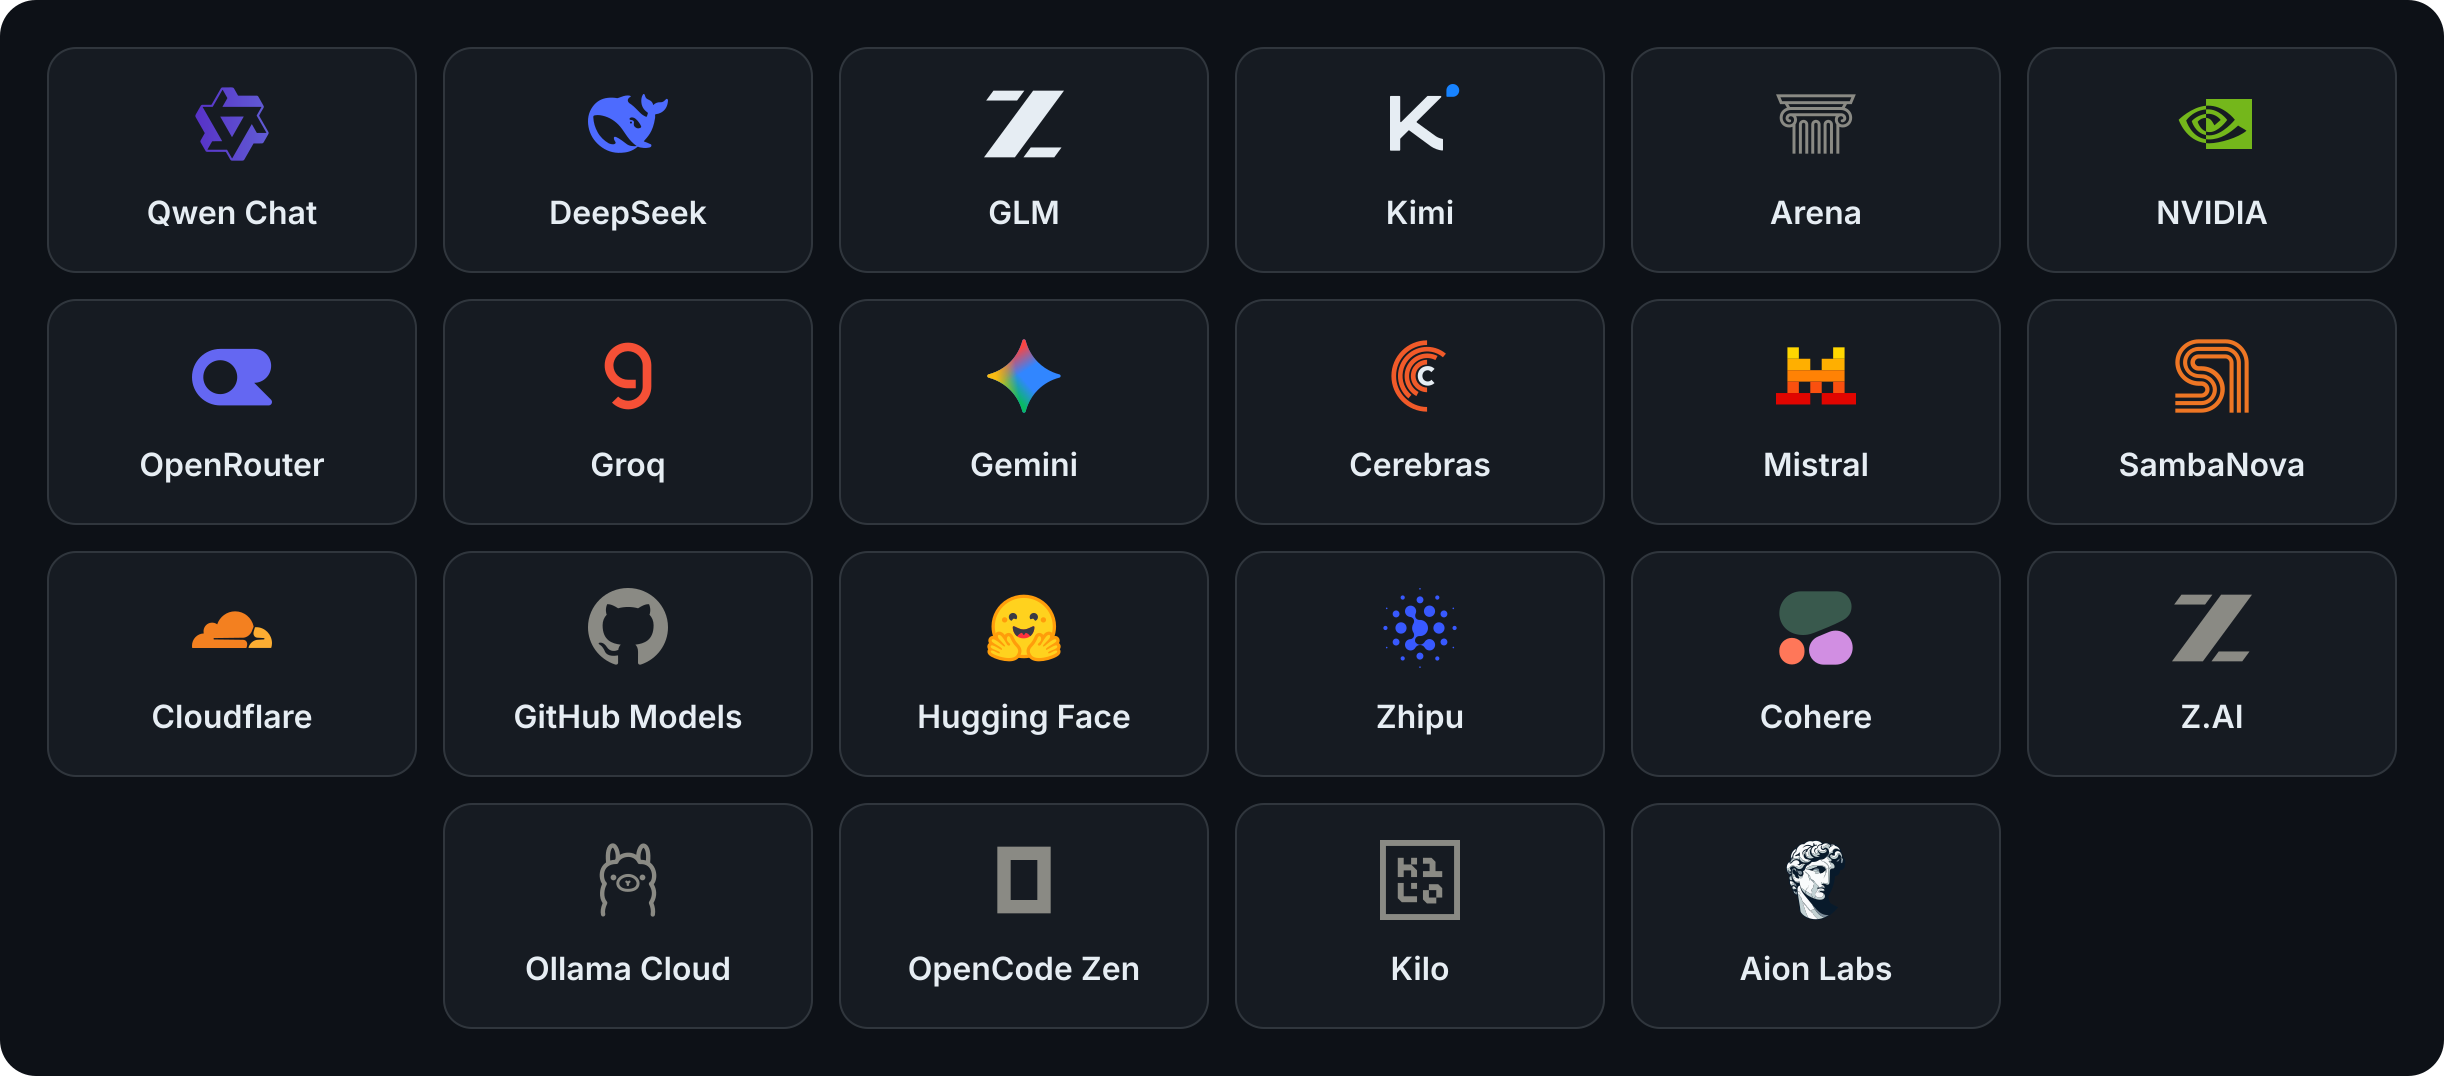 Qwen Chat
DeepSeek
GLM
Kimi
Arena
NVIDIA
OpenRouter
Groq
Gemini
Cerebras
Mistral
SambaNova
Cloudflare
GitHub Models
Hugging Face
Zhipu
Cohere
Z.AI
Ollama Cloud
OpenCode Zen
Kilo
Aion Labs